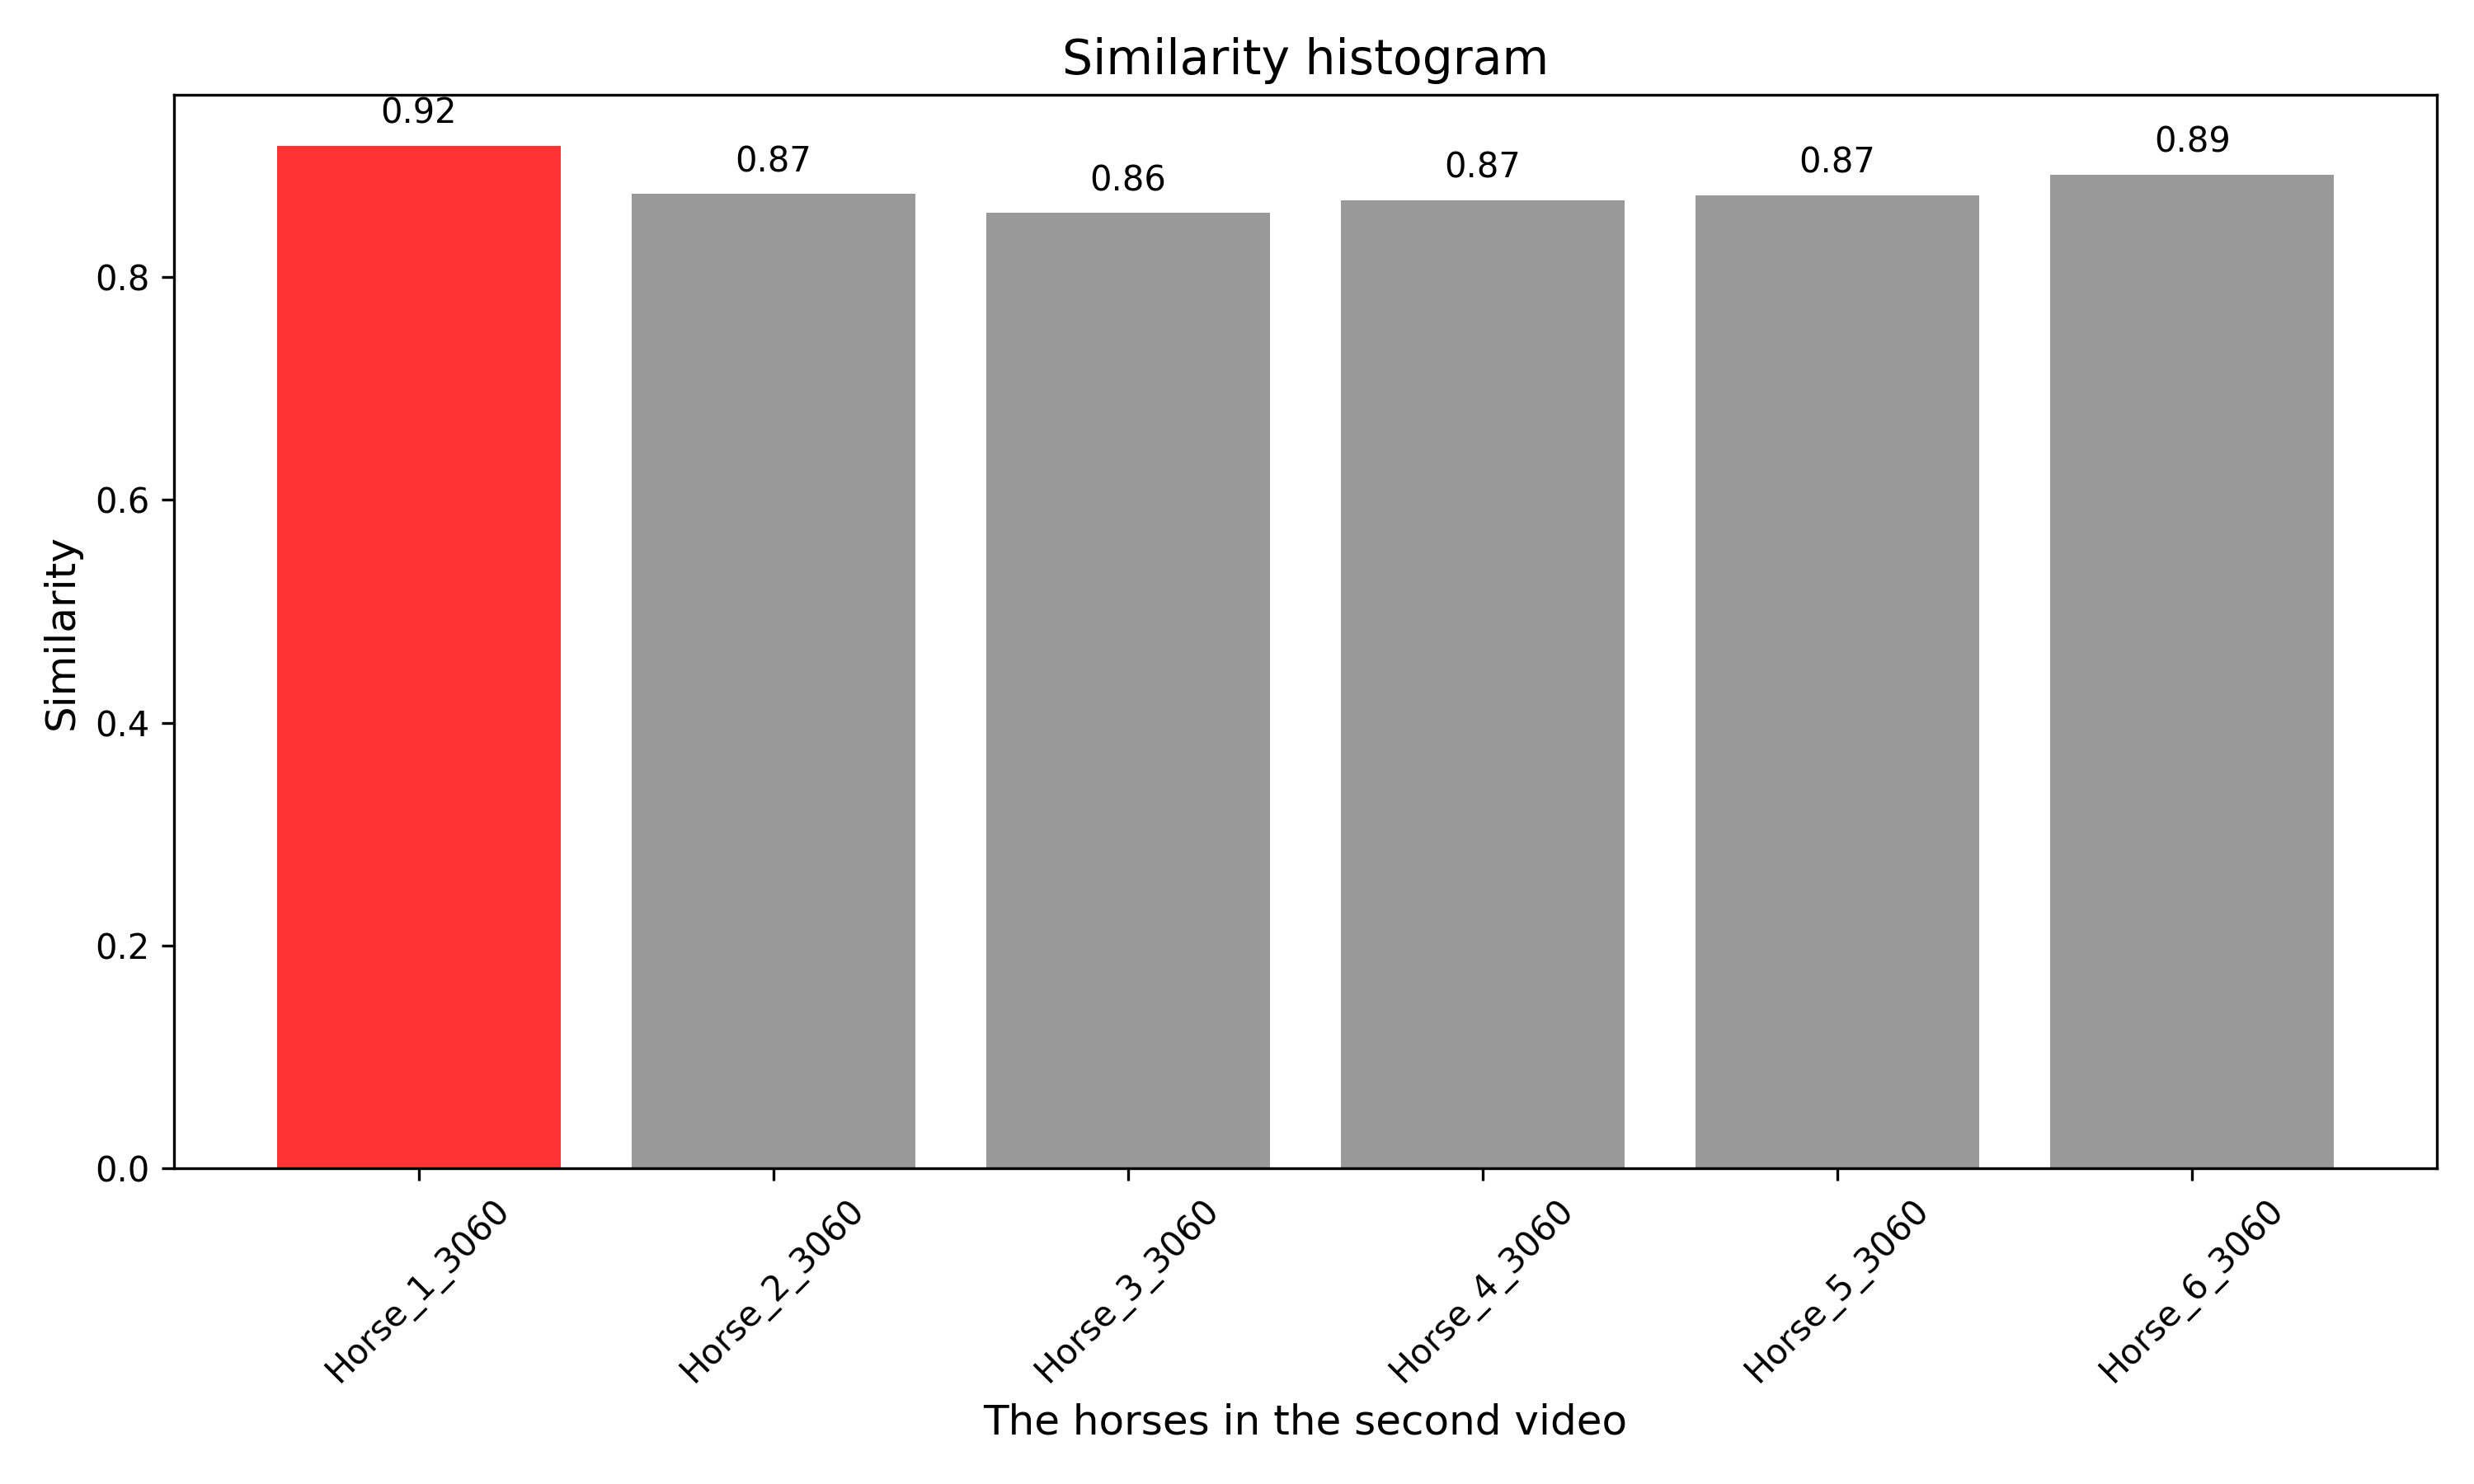 Similarity histogram
0.92
0.87
0.86
0.87
0.87
0.89
Similarity
0.8
0.6
0.4
0.2
0.0
Horse_1_3060
Horse_2_3060
Horse_3_3060
Horse_4_3060
Horse_5_3060
Horse_6_3060
The horses in the second video